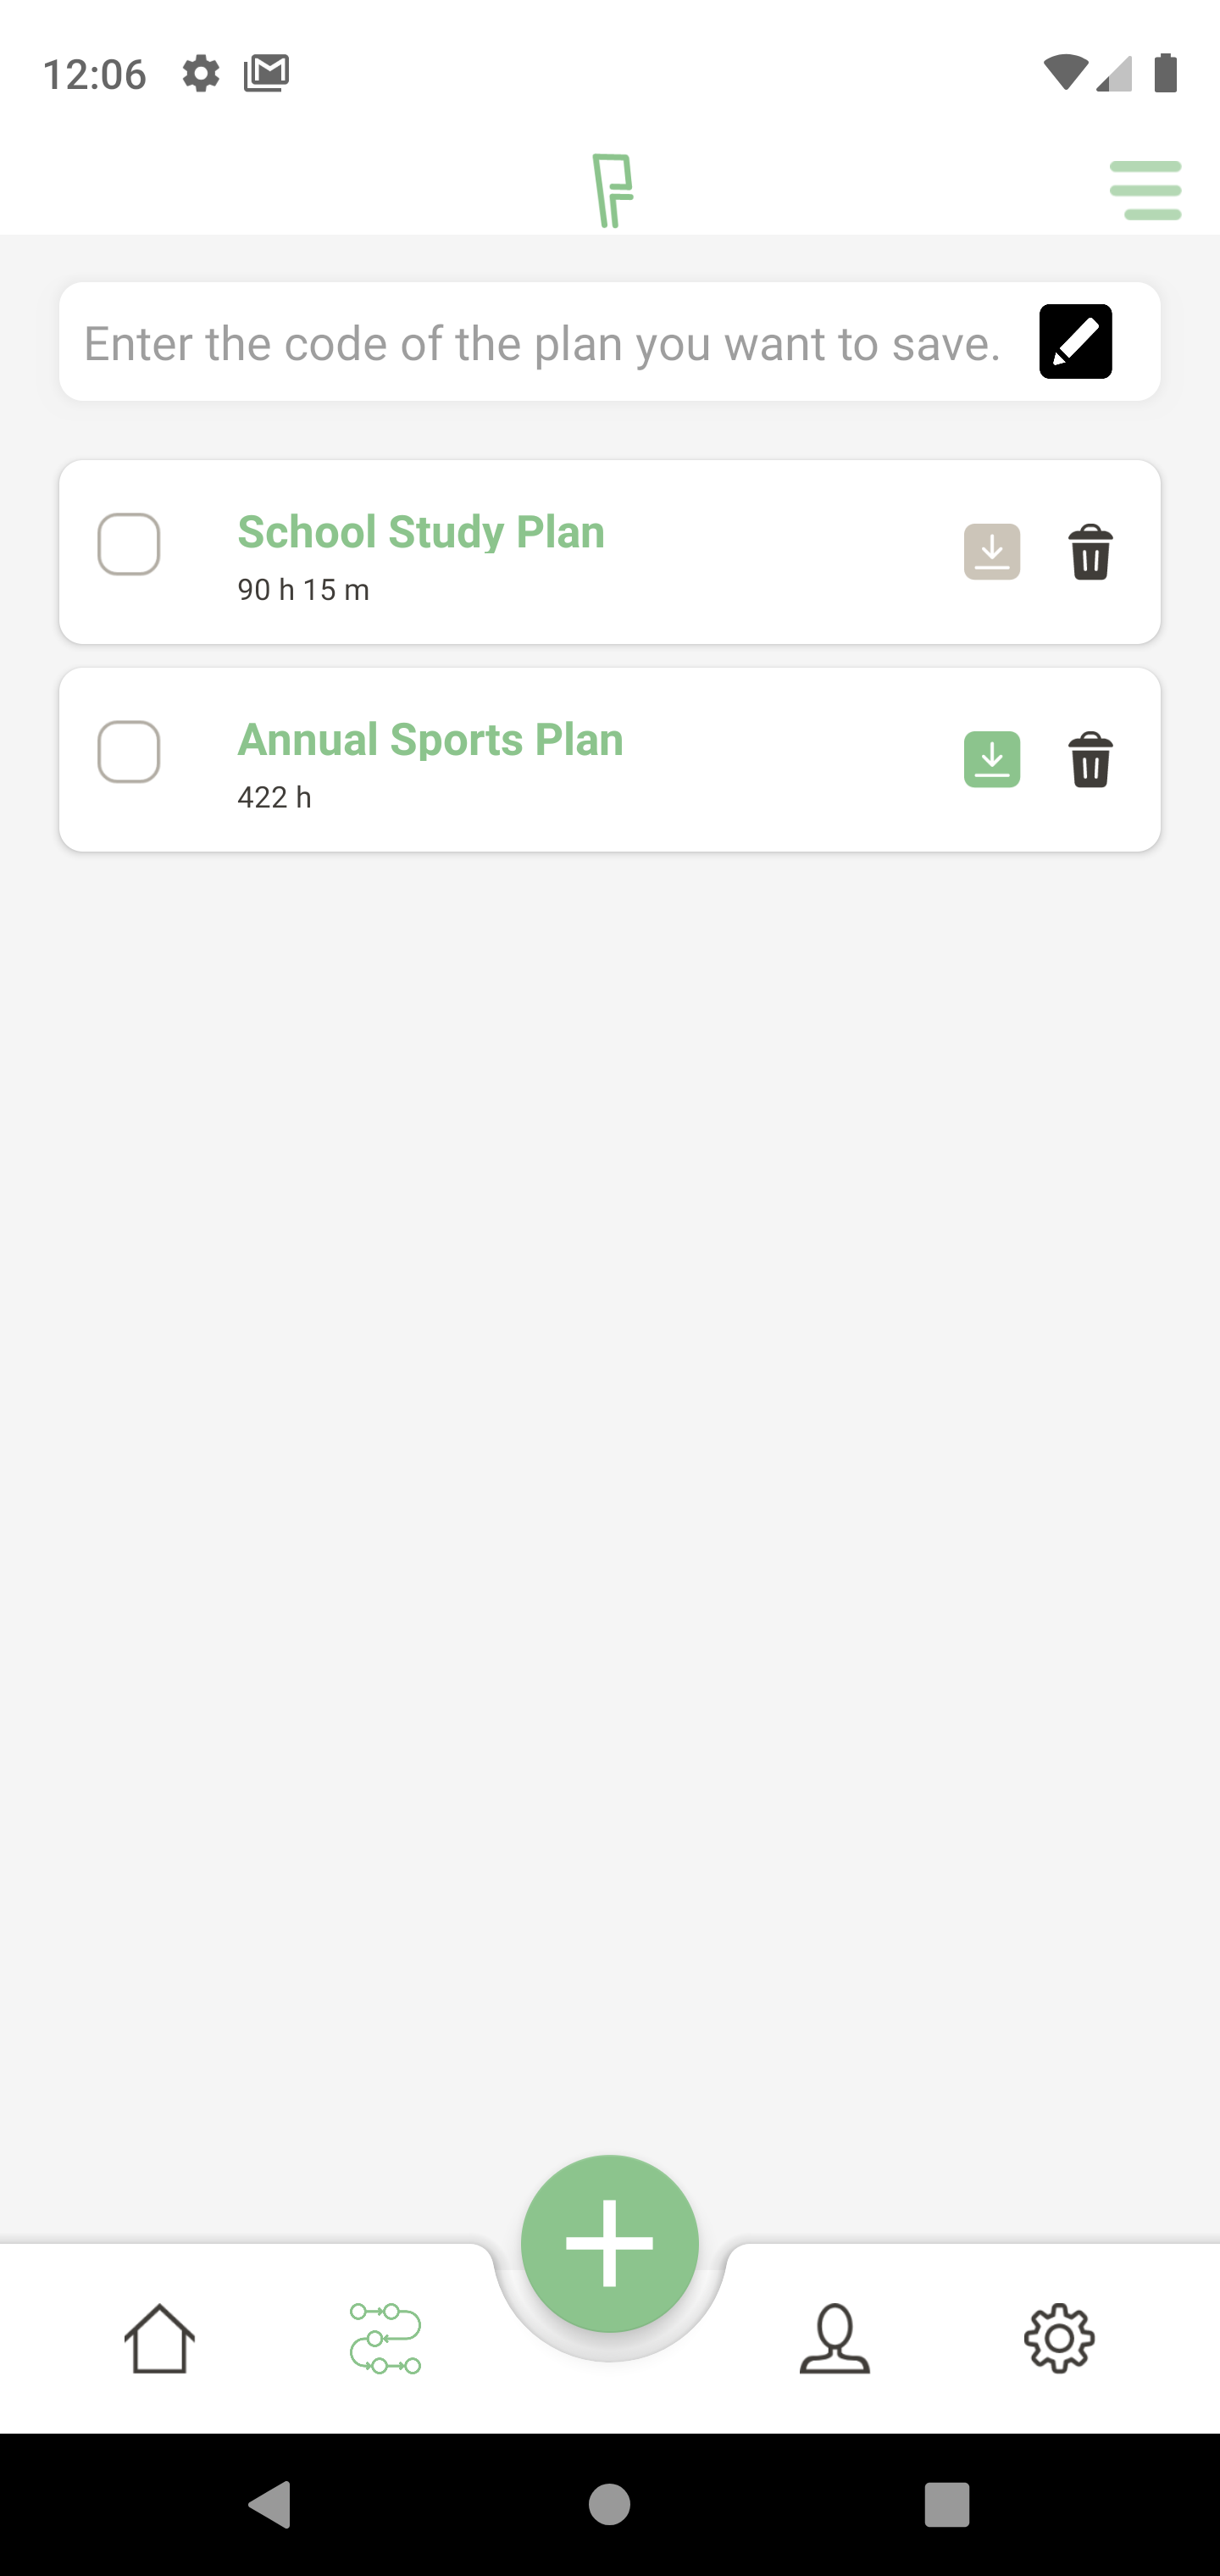 12:06
Enter the code of the plan you want to save.
School Study Plan
90 h 15 m
Annual Sports Plan
422 h